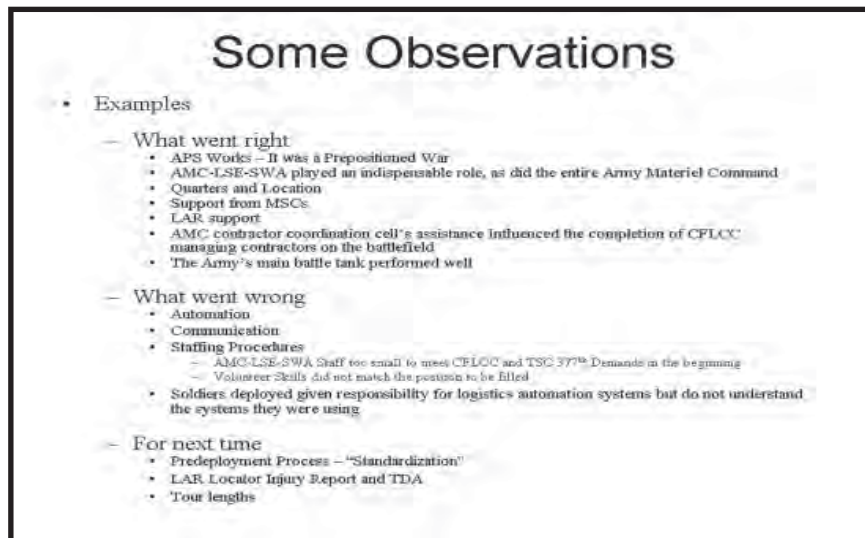 Some Observations
• Examples
– What went right
• APS Works – It was a Prepositioned War
• AMC-LSE-SWA played an indispensable role, as did the entire Army Materiel Command
• Quarters and Location
• Support from MSCs
• LAR support
• AMC contractor coordination cell's assistance influenced the completion of CFLCC
managing contractors on the battlefield
• The Army's main battle tank performed well
– What went wrong
• Automation
• Communication
• Staffing Procedures
– AMC-LSE-SWA Staff too small to meet CFLCC and TSC 377th Demands in the beginning
– Volunteer Skills did not match the position to be filled
• Soldiers deployed given responsibility for logistics automation systems but do not understand
the systems they were using
– For next time
• Predeployment Process – "Standardization"
• LAR Locator Injury Report and TDA
• Tour lengths